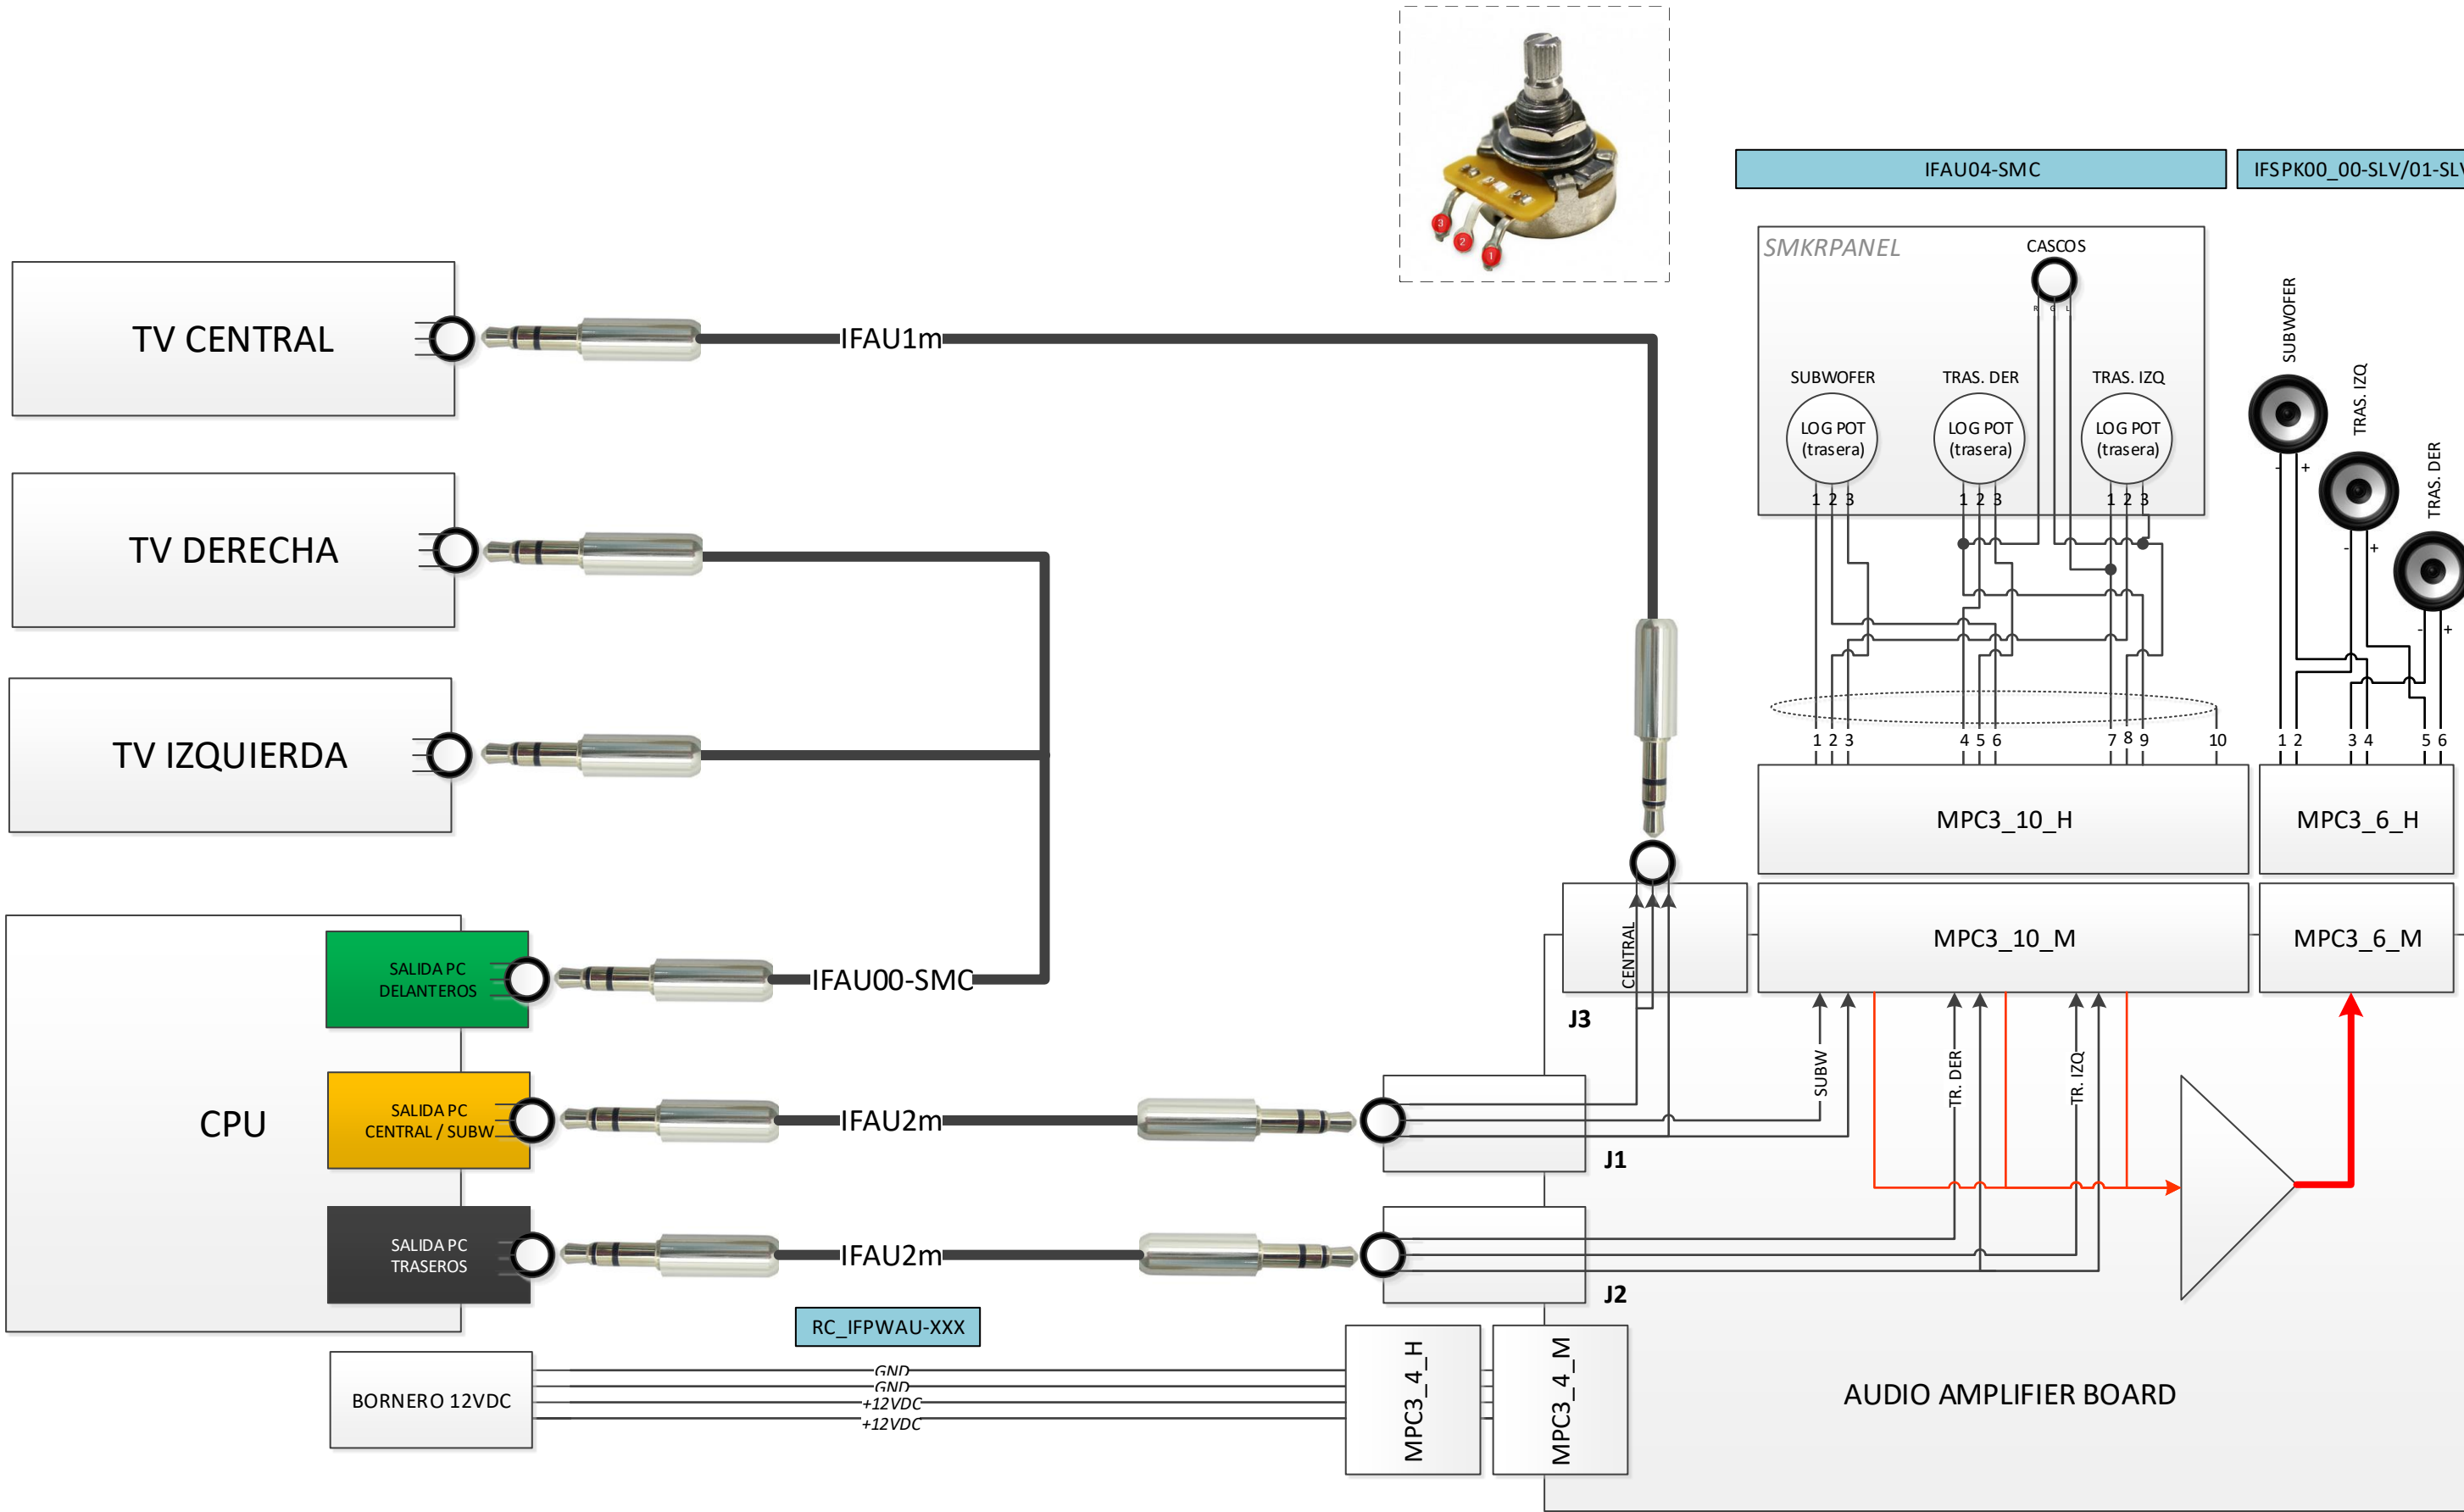 3
2
1
IFAU04-SMC
IFSPK00_00-SLV/01-SLV
SMKRPANEL
CASCOS
R G L
SUBWOFER
TRAS. DER
TRAS. IZQ
LOG POT
(trasera)
LOG POT
(trasera)
LOG POT
(trasera)
1 2 3
1 2 3
1 2 3
SUBWOFER
- +
TRAS. IZQ
- +
TRAS. DER
- +
TV CENTRAL
IFAU1m
TV DERECHA
TV IZQUIERDA
1 2 3
4 5 6
7 8 9
10
1 2
3 4
5 6
MPC3_10_H
MPC3_6_H
CENTRAL
MPC3_10_M
MPC3_6_M
J3
CPU
SALIDA PC
DELANTEROS
IFAU00-SMC
SALIDA PC
CENTRAL / SUBW
IFAU2m
J1
SUBW
TR. DER
TR. IZQ
SALIDA PC
TRASEROS
IFAU2m
J2
RC_IFPWAU-XXX
BORNERO 12VDC
GND
GND
+12VDC
+12VDC
MPC3_4_H
MPC3_4_M
AUDIO AMPLIFIER BOARD